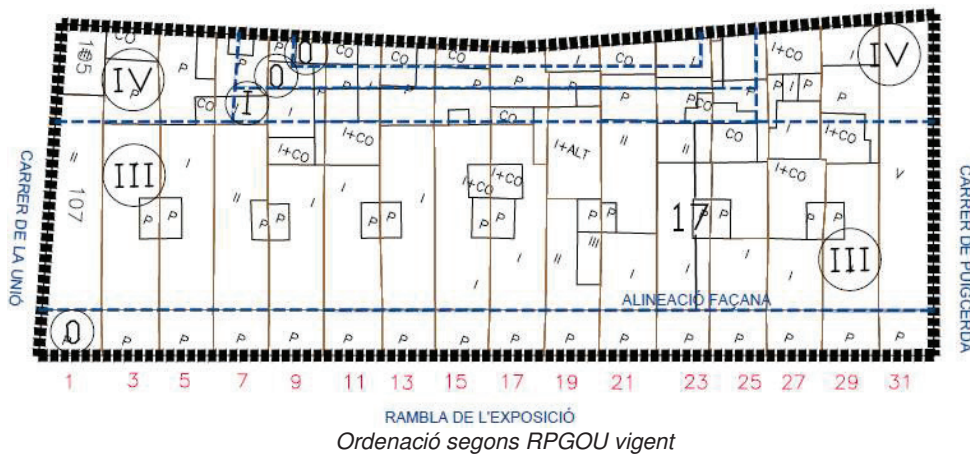 105
IV
P
CO
P
I
O
O
CO
CO
CO
CO
I
I+CO
IV
III
107
II
I+CO
I+CO
CO
I+ALT
II
II
PCO
CO
I+CO
I+CO
I+CO
I+CO
V
17
III
III
CARRER DE LA UNIÓ
CARRER DE PUIGCERDÀ
ALINEACIÓ FAÇANA
O
P P P P P P P P P P P P P P P P
1 3 5 7 9 11 13 15 17 19 21 23 25 27 29 31
RAMBLA DE L'EXPOSICIÓ
Ordenació segons RPGOU vigent